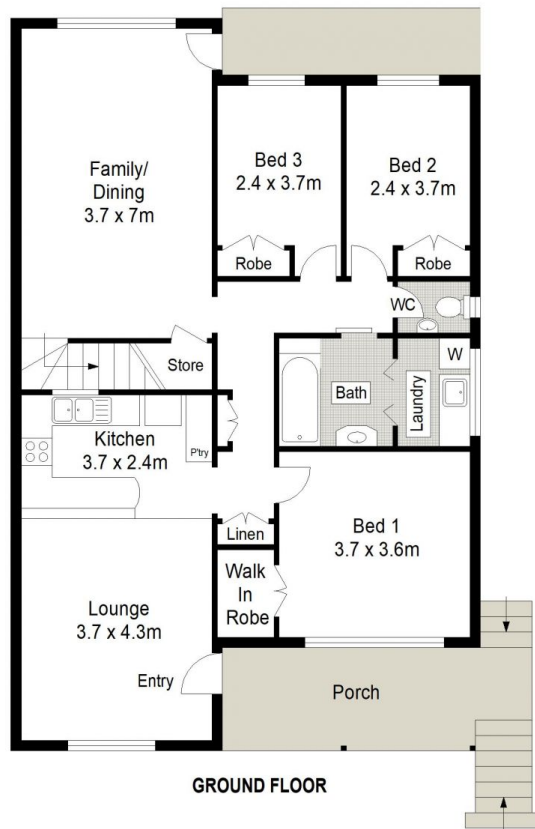 Family/
Dining
3.7 x 7m
Bed 3
2.4 x 3.7m
Bed 2
2.4 x 3.7m
Robe
Robe
WC
Store
Bath
Laundry
W
Kitchen
3.7 x 2.4m
P'try
Linen
Bed 1
3.7 x 3.6m
Walk
In
Robe
Lounge
3.7 x 4.3m
Entry
Porch
GROUND FLOOR